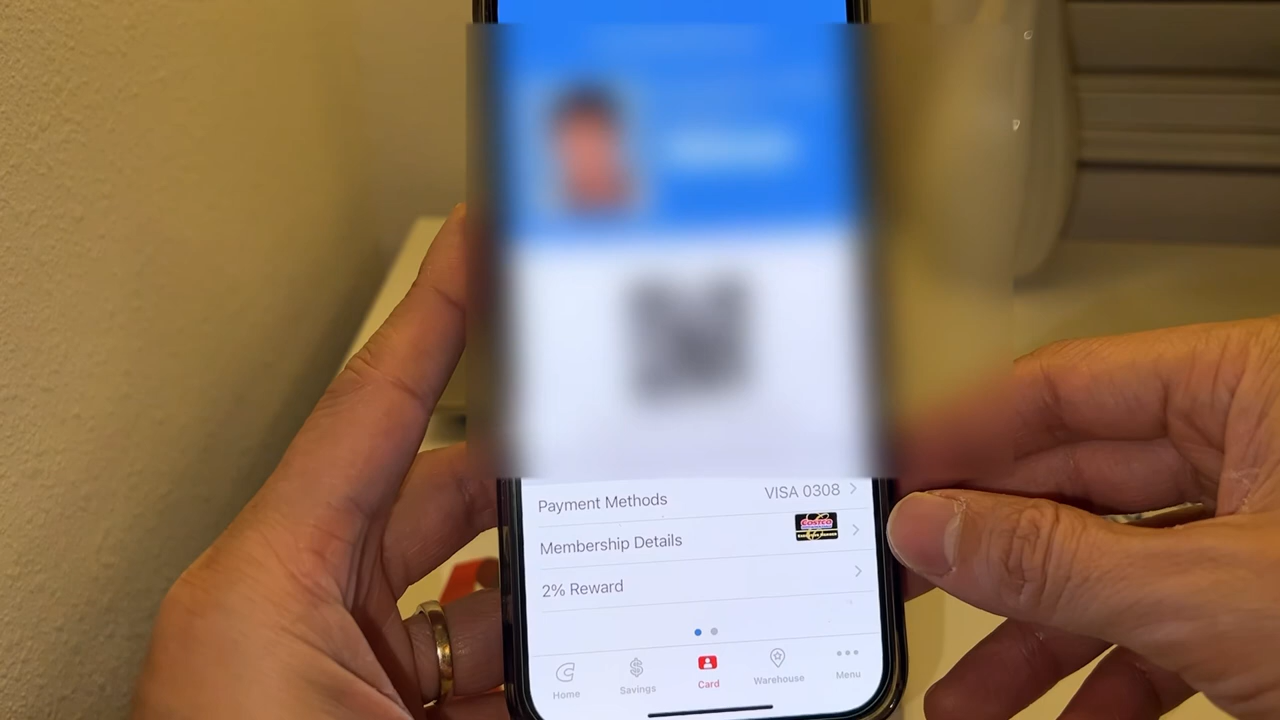 Payment Methods VISA 0308
Membership Details COSTCO
2% Reward
Home Savings Card Warehouse Menu